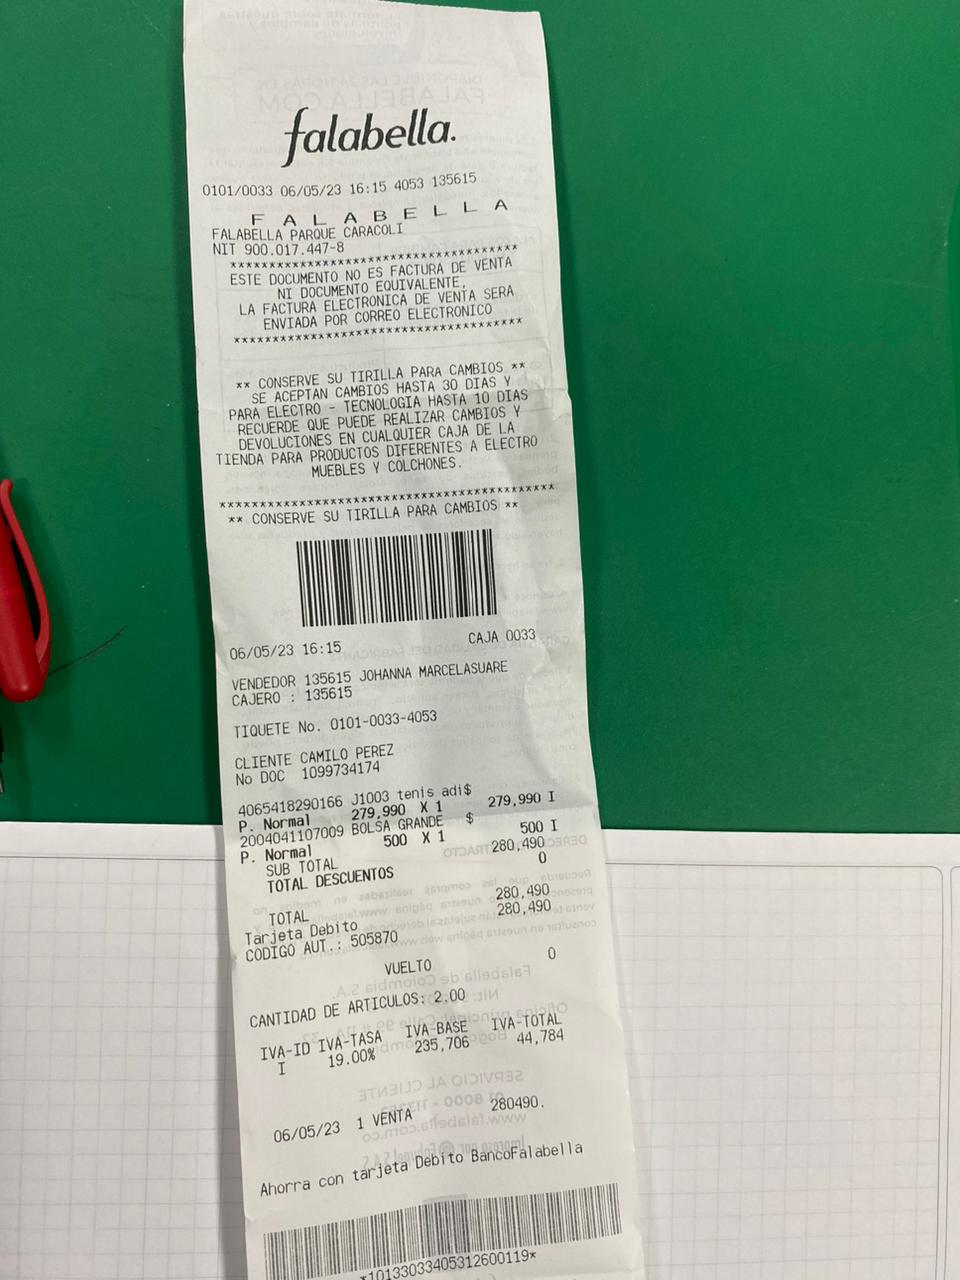 falabella.
0101/0033 06/05/23 16:15 4053 135615
F A L A B E L L A
FALABELLA PARQUE CARACOLI
NIT 900.017.447-8
****************************************
ESTE DOCUMENTO NO ES FACTURA DE VENTA
NI DOCUMENTO EQUIVALENTE,
LA FACTURA ELECTRONICA DE VENTA SERA
ENVIADA POR CORREO ELECTRONICO
****************************************
** CONSERVE SU TIRILLA PARA CAMBIOS **
SE ACEPTAN CAMBIOS HASTA 30 DIAS Y
PARA ELECTRO - TECNOLOGIA HASTA 10 DIAS
RECUERDE QUE PUEDE REALIZAR CAMBIOS Y
DEVOLUCIONES EN CUALQUIER CAJA DE LA
TIENDA PARA PRODUCTOS DIFERENTES A ELECTRO
MUEBLES Y COLCHONES.
**********************************************
** CONSERVE SU TIRILLA PARA CAMBIOS **
06/05/23 16:15 CAJA 0033
VENDEDOR 135615 JOHANNA MARCELASUARE
CAJERO : 135615
TIQUETE No. 0101-0033-4053
CLIENTE CAMILO PEREZ
No DOC 1099734174
4065418290166 J1003 tenis adi$ 279,990 I
P. Normal 279,990 X 1
2004041107009 BOLSA GRANDE $ 500 I
P. Normal 500 X 1
SUB TOTAL 280,490
TOTAL DESCUENTOS 0
TOTAL 280,490
Tarjeta Debito 280,490
CODIGO AUT.: 505870
VUELTO 0
CANTIDAD DE ARTICULOS: 2.00
IVA-ID IVA-TASA IVA-BASE IVA-TOTAL
I 19.00% 235,706 44,784
06/05/23 1 VENTA 280490.
Ahorra con tarjeta Debito BancoFalabella
*10133033405312600119*